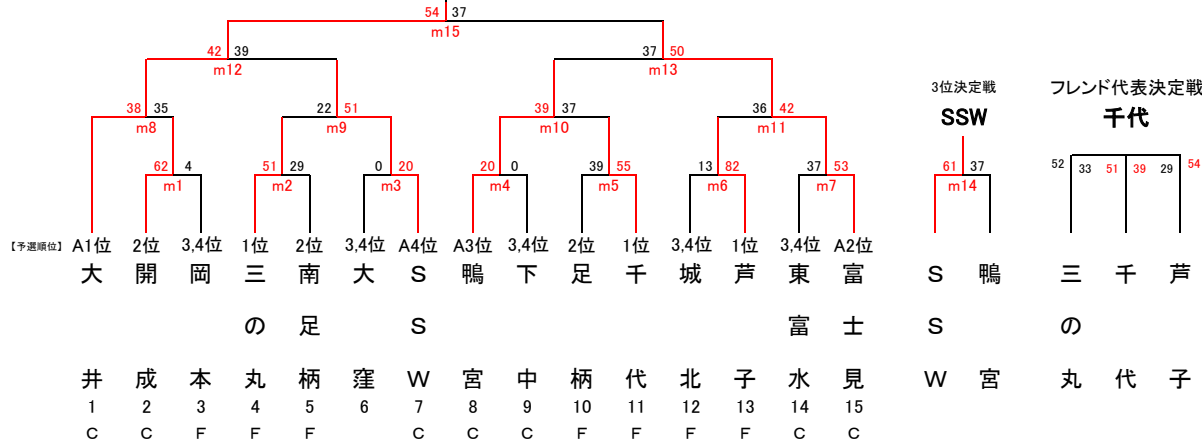 54 37
m15
42 39
m12
37 50
m13
38 35
m8
22 51
m9
39 37
m10
36 42
m11
62 4
m1
51 29
m2
0 20
m3
20 0
m4
39 55
m5
13 82
m6
37 53
m7
【予選順位】 A1位 2位 3,4位 1位 2位 3,4位 A4位 A3位 3,4位 2位 1位 3,4位 1位 3,4位 A2位
大井 1 C
開成 2 C
岡本 3 F
三の丸 4 F
南足柄 5 F
大窪 6
SSW 7 C
鴨宮 8 C
下中 9 C
足柄 10 F
千代 11 F
城北 12 F
芦子 13 F
東富水 14 C
富士見 15 C
3位決定戦
SSW
61 37
m14
SSW
鴨宮
フレンド代表決定戦
千代
52 33 51 39 29 54
三の丸
千代
芦子